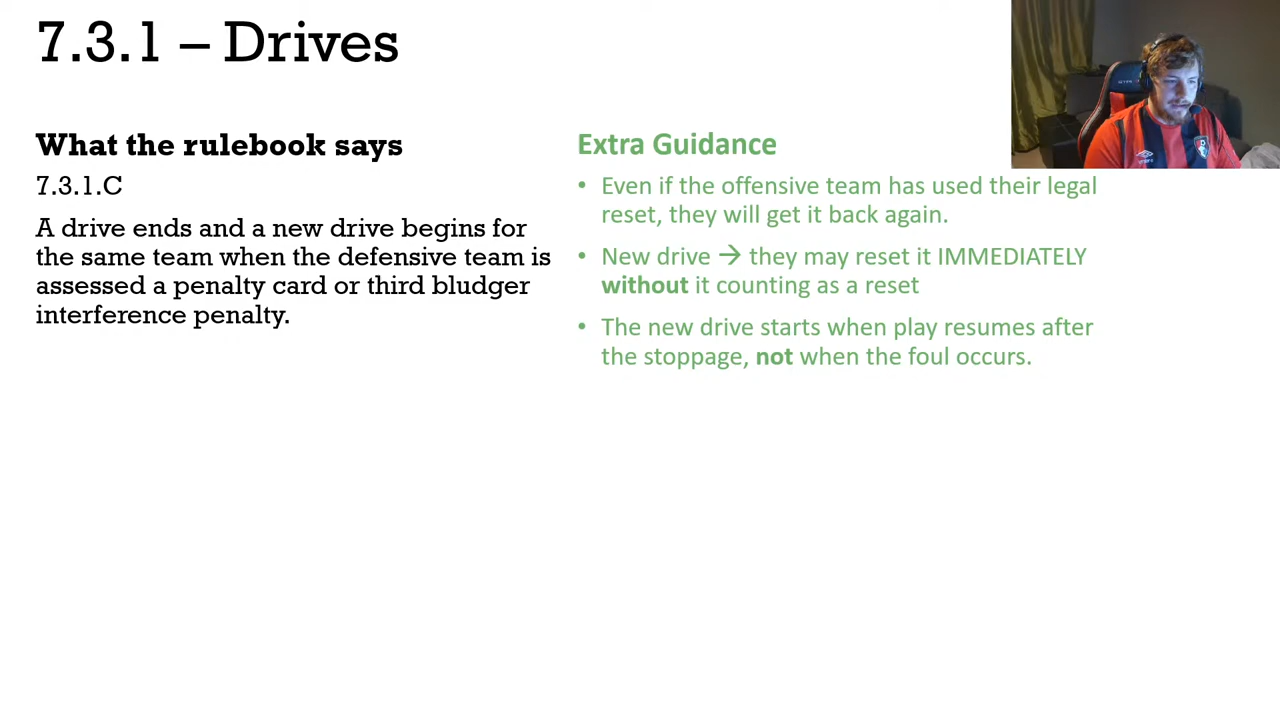 7.3.1 – Drives
What the rulebook says
7.3.1.C
A drive ends and a new drive begins for
the same team when the defensive team is
assessed a penalty card or third bludger
interference penalty.
Extra Guidance
• Even if the offensive team has used their legal
reset, they will get it back again.
• New drive → they may reset it IMMEDIATELY
without it counting as a reset
• The new drive starts when play resumes after
the stoppage, not when the foul occurs.